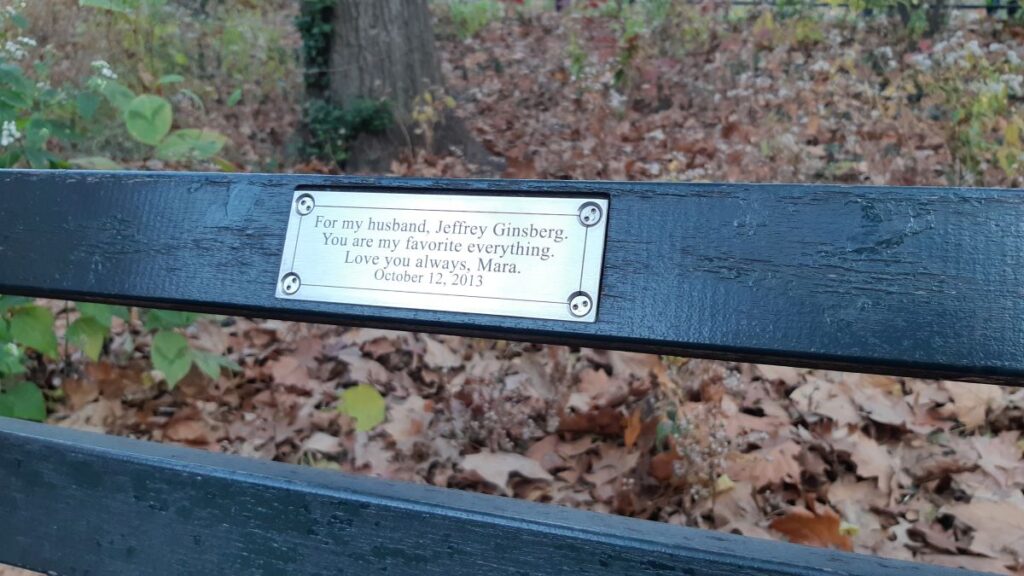 For my husband, Jeffrey Ginsberg.
You are my favorite everything.
Love you always, Mara.
October 12, 2013